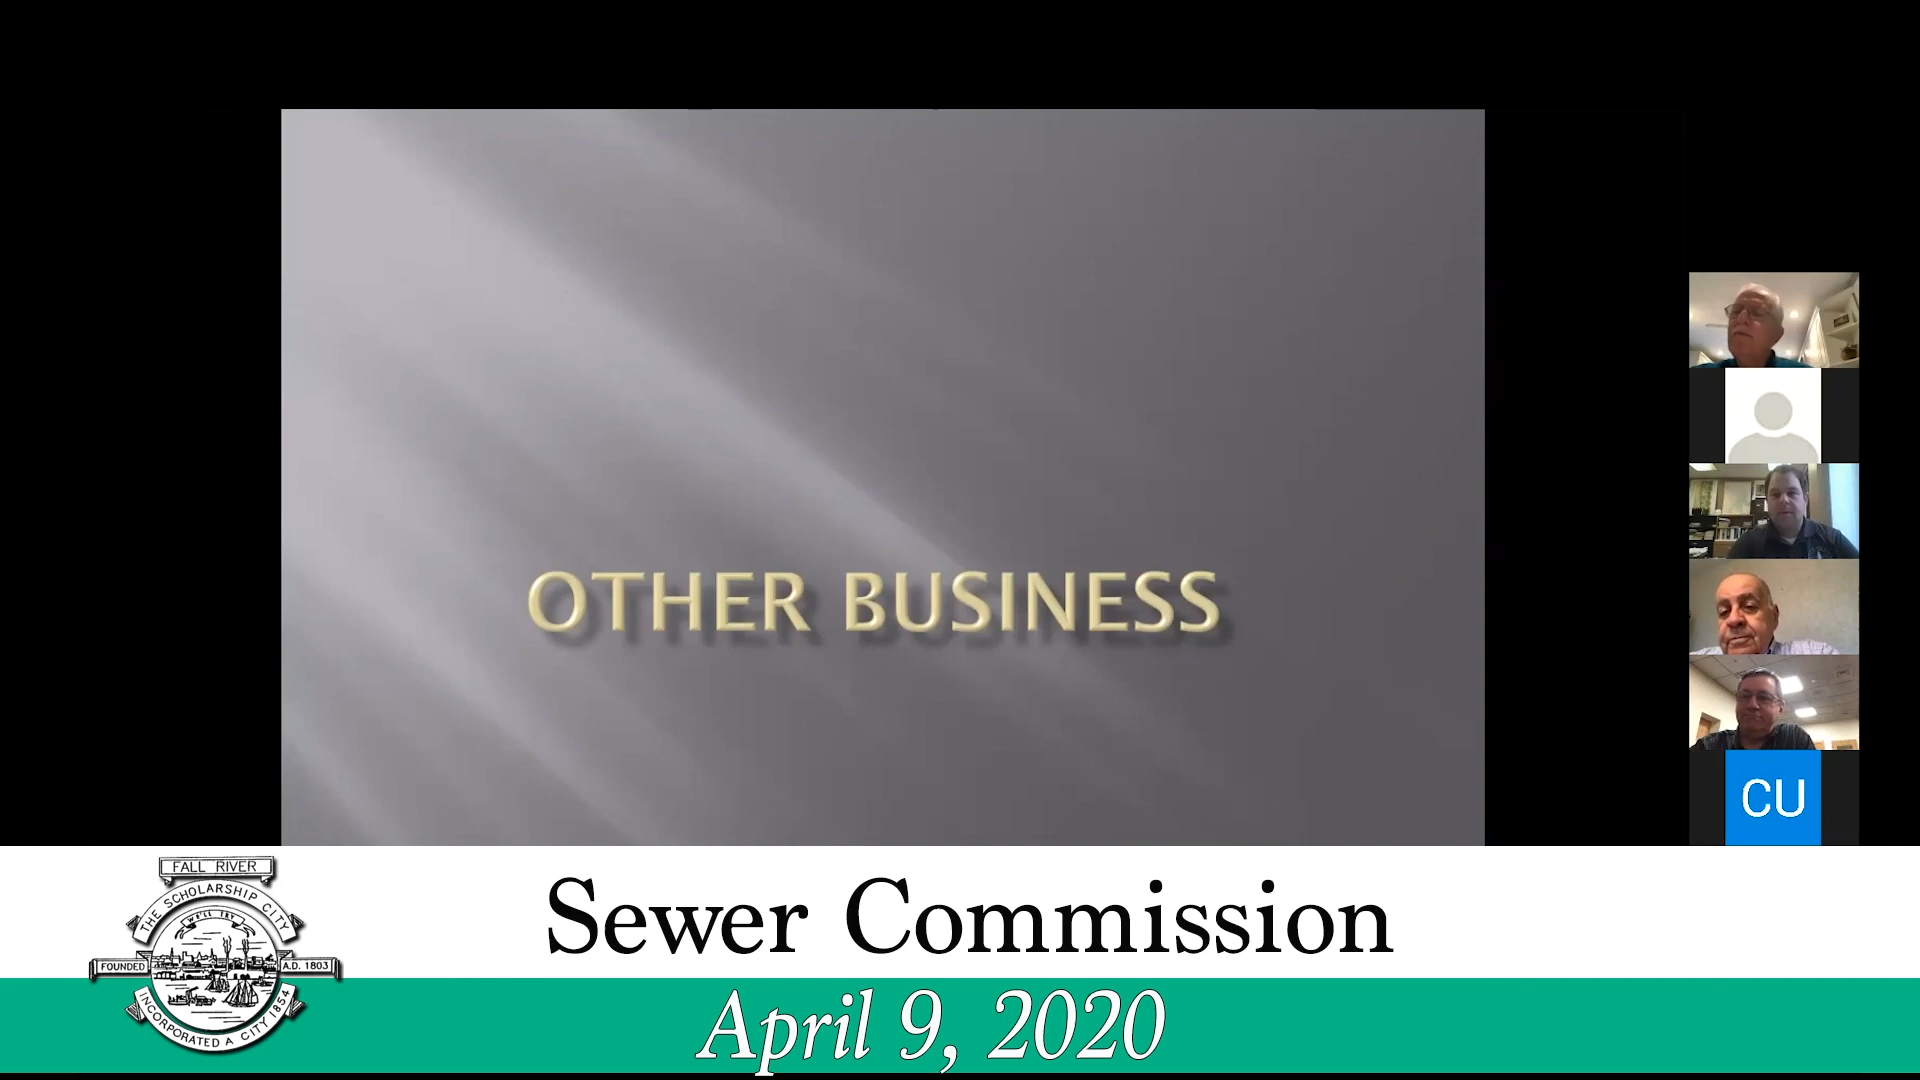 OTHER BUSINESS
CU
Sewer Commission
April 9, 2020
FALL RIVER
THE SCHOLARSHIP CITY
WE'LL TRY
FOUNDED
A.D. 1803
INCORPORATED A CITY 1854